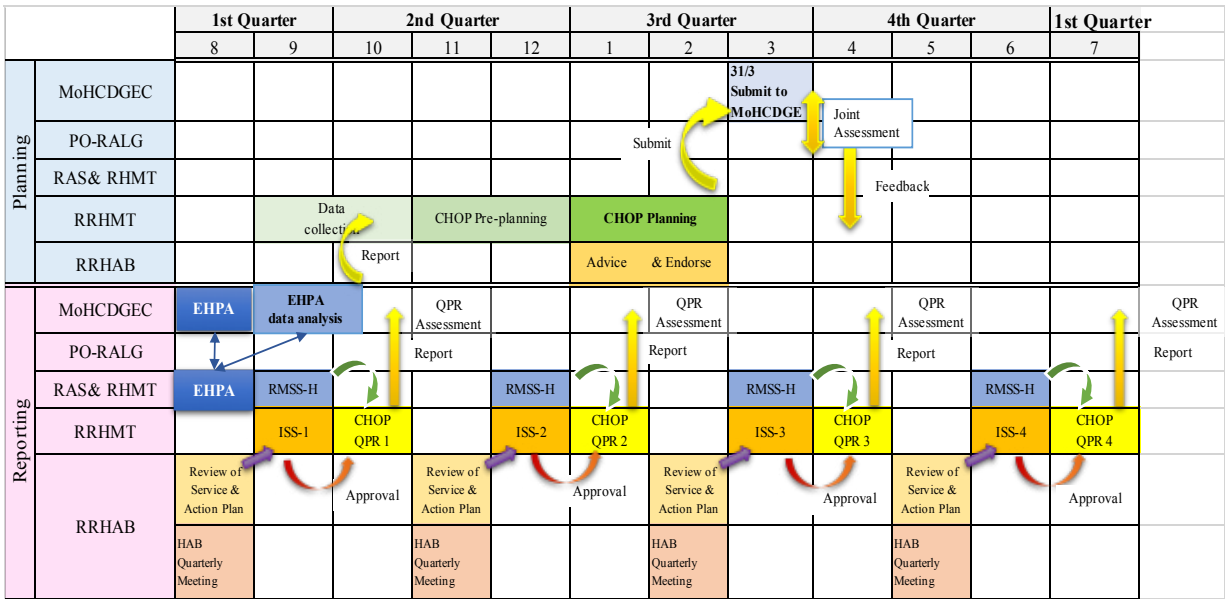 1st Quarter 2nd Quarter 3rd Quarter 4th Quarter 1st Quarter
8 9 10 11 12 1 2 3 4 5 6 7
Planning
MoHCDGEC
31/3
Submit to
MoHCDGE
Joint
Assessment
PO-RALG
Submit
RAS& RHMT
Feedback
RRHMT
Data
collection
CHOP Pre-planning
CHOP Planning
RRHAB
Report
Advice & Endorse
Reporting
MoHCDGEC
EHPA
EHPA
data analysis
QPR
Assessment
QPR
Assessment
QPR
Assessment
QPR
Assessment
PO-RALG
Report
Report
Report
Report
RAS& RHMT
EHPA
RMSS-H
RMSS-H
RMSS-H
RMSS-H
RRHMT
ISS-1
CHOP
QPR 1
ISS-2
CHOP
QPR 2
ISS-3
CHOP
QPR 3
ISS-4
CHOP
QPR 4
RRHAB
Review of
Service &
Action Plan
Approval
Review of
Service &
Action Plan
Approval
Review of
Service &
Action Plan
Approval
Review of
Service &
Action Plan
Approval
HAB
Quarterly
Meeting
HAB
Quarterly
Meeting
HAB
Quarterly
Meeting
HAB
Quarterly
Meeting